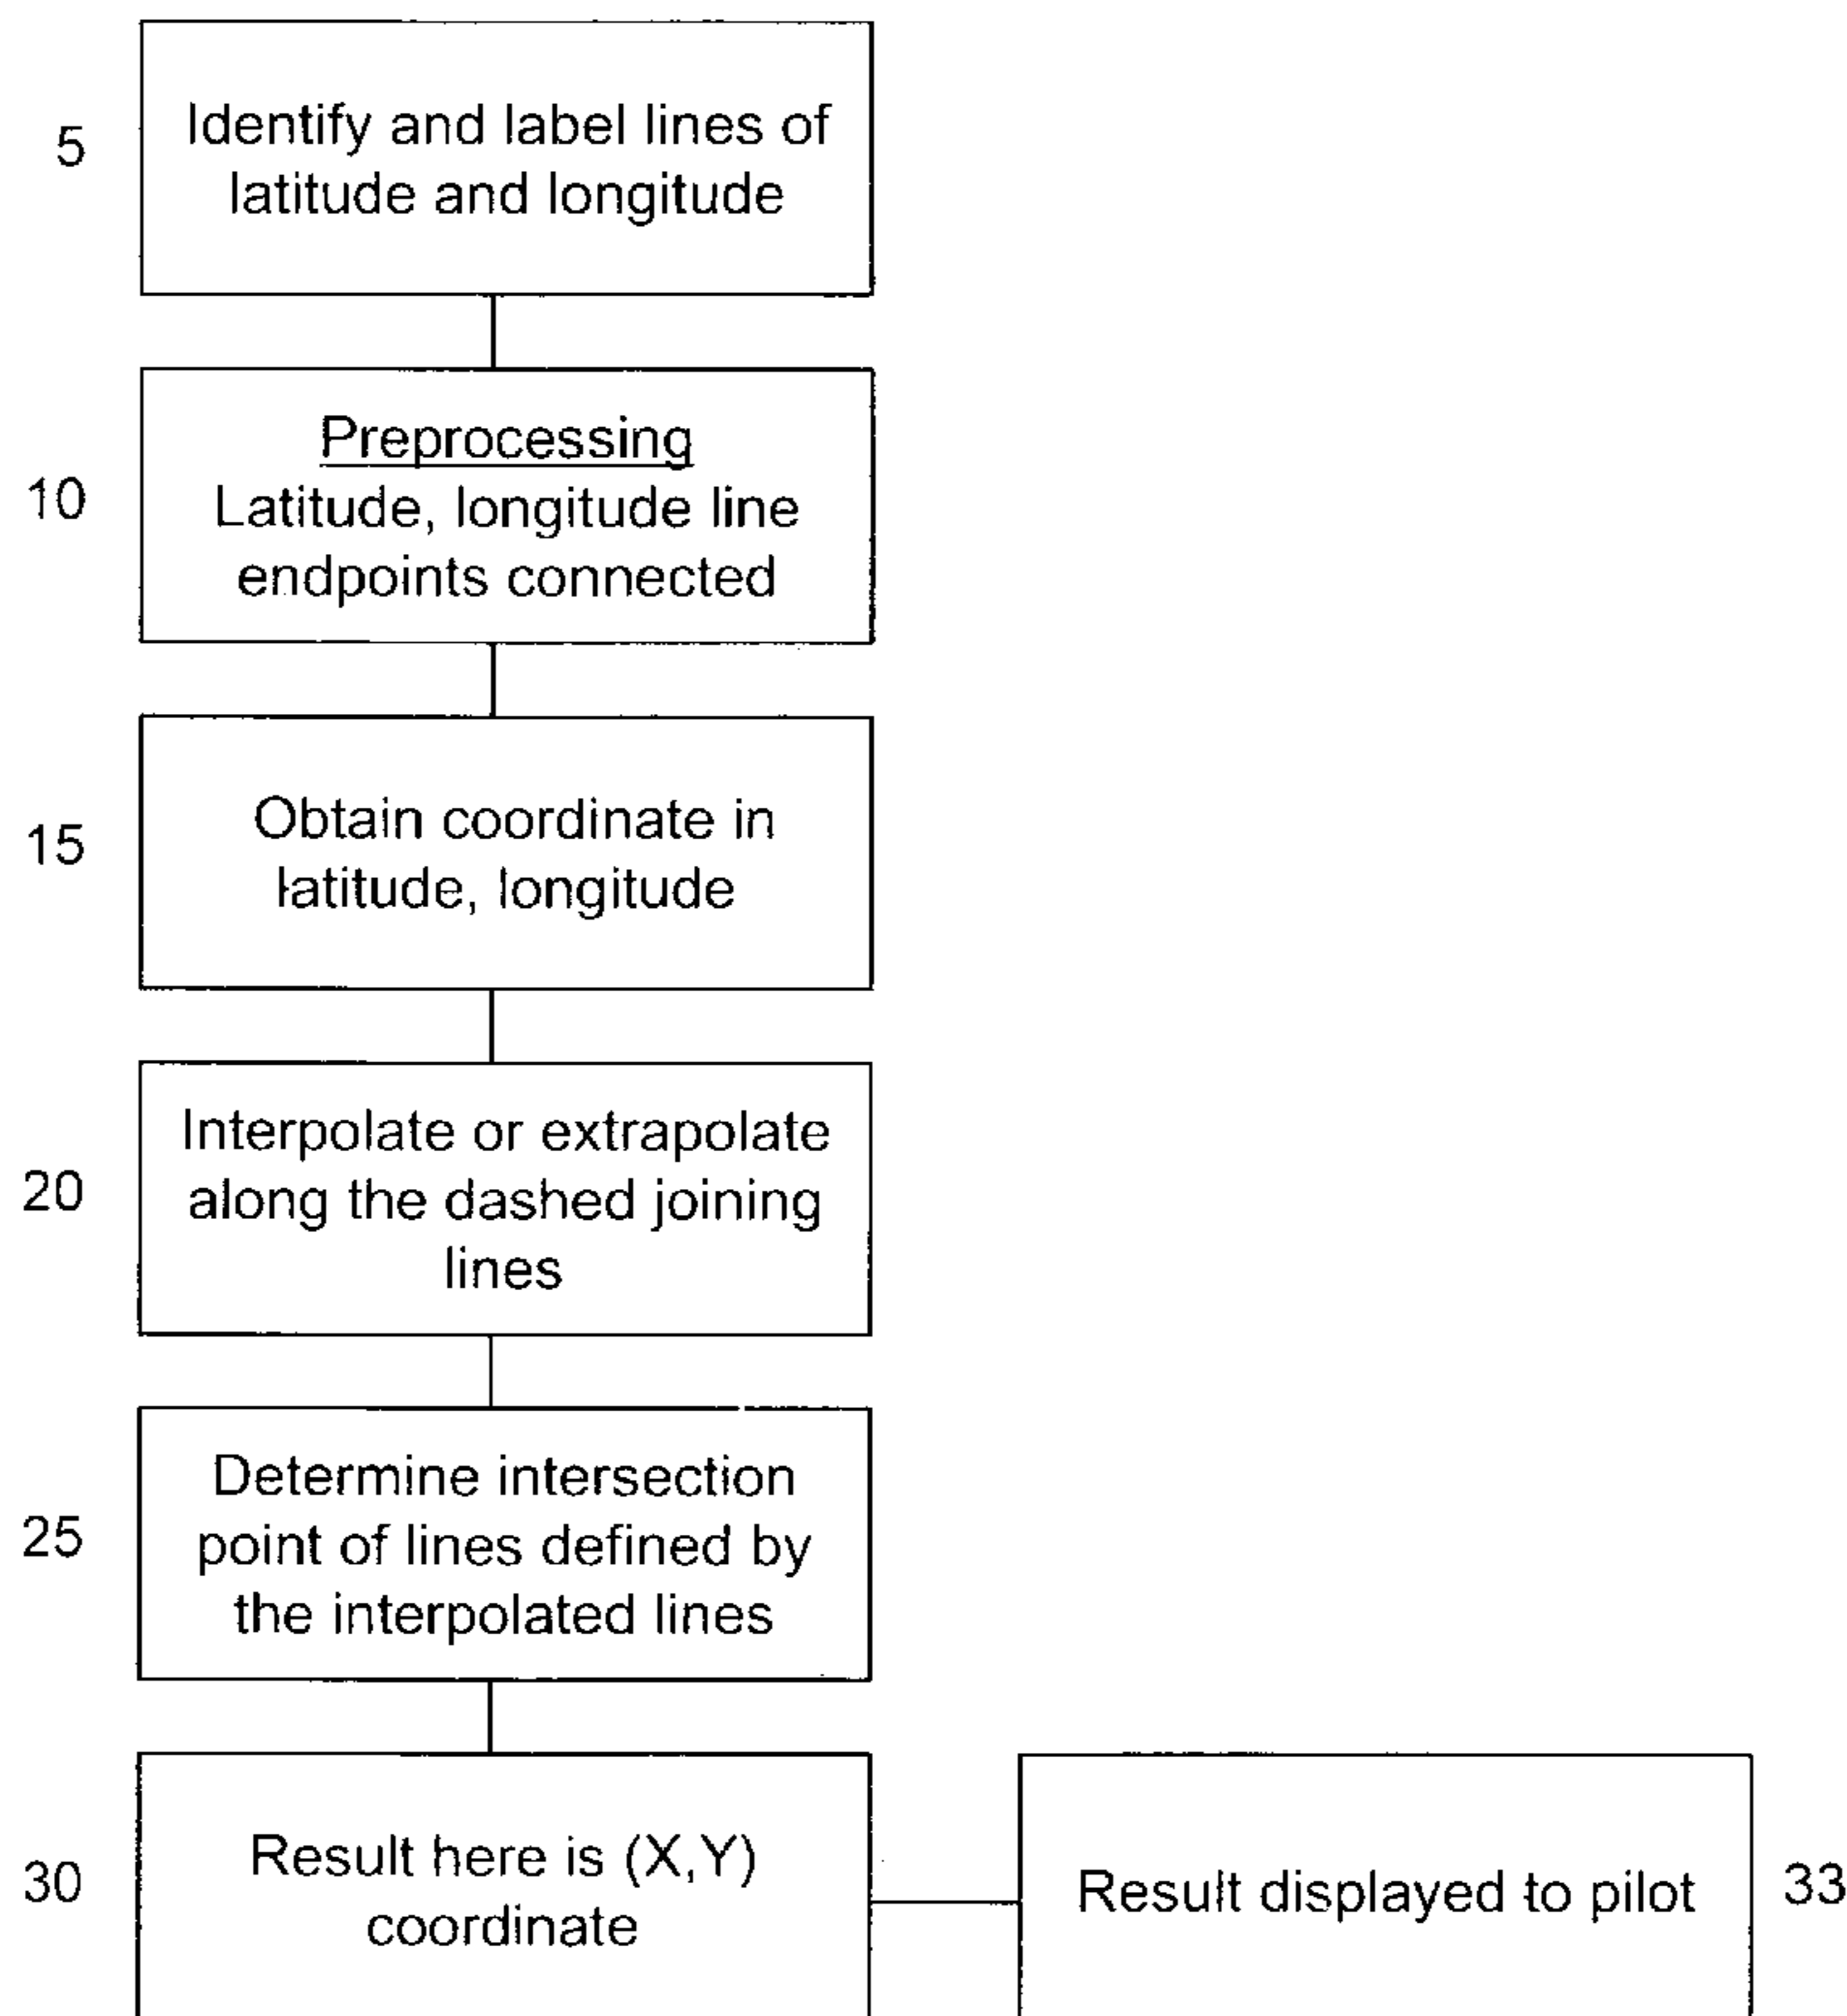 5
Identify and label lines of
latitude and longitude
10
Preprocessing
Latitude, longitude line
endpoints connected
15
Obtain coordinate in
latitude, longitude
20
Interpolate or extrapolate
along the dashed joining
lines
25
Determine intersection
point of lines defined by
the interpolated lines
30
Result here is (X,Y)
coordinate
Result displayed to pilot
33